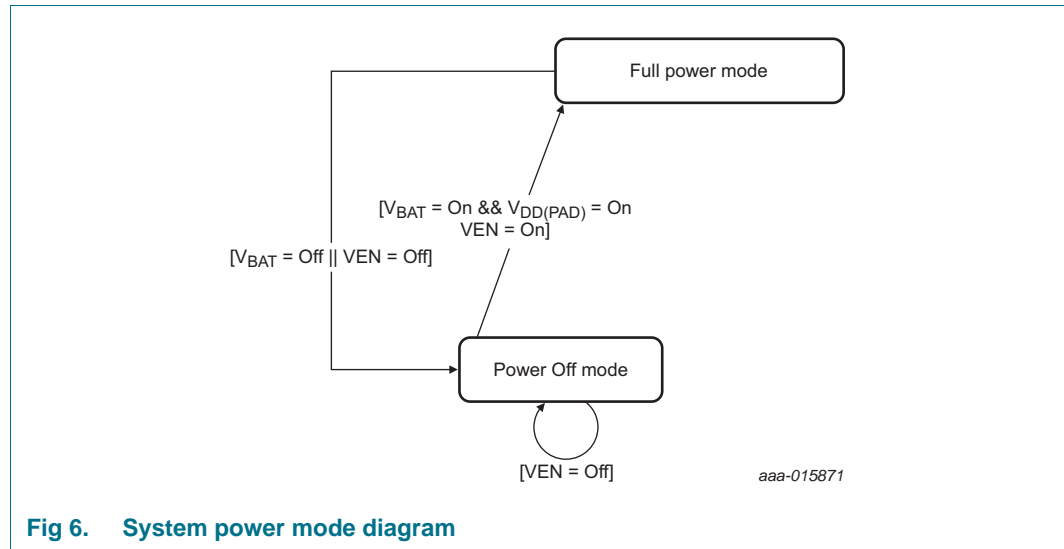 Full power mode
[VBAT = On && VDD(PAD) = On
VEN = On]
[VBAT = Off || VEN = Off]
Power Off mode
[VEN = Off]
aaa-015871
Fig 6. System power mode diagram